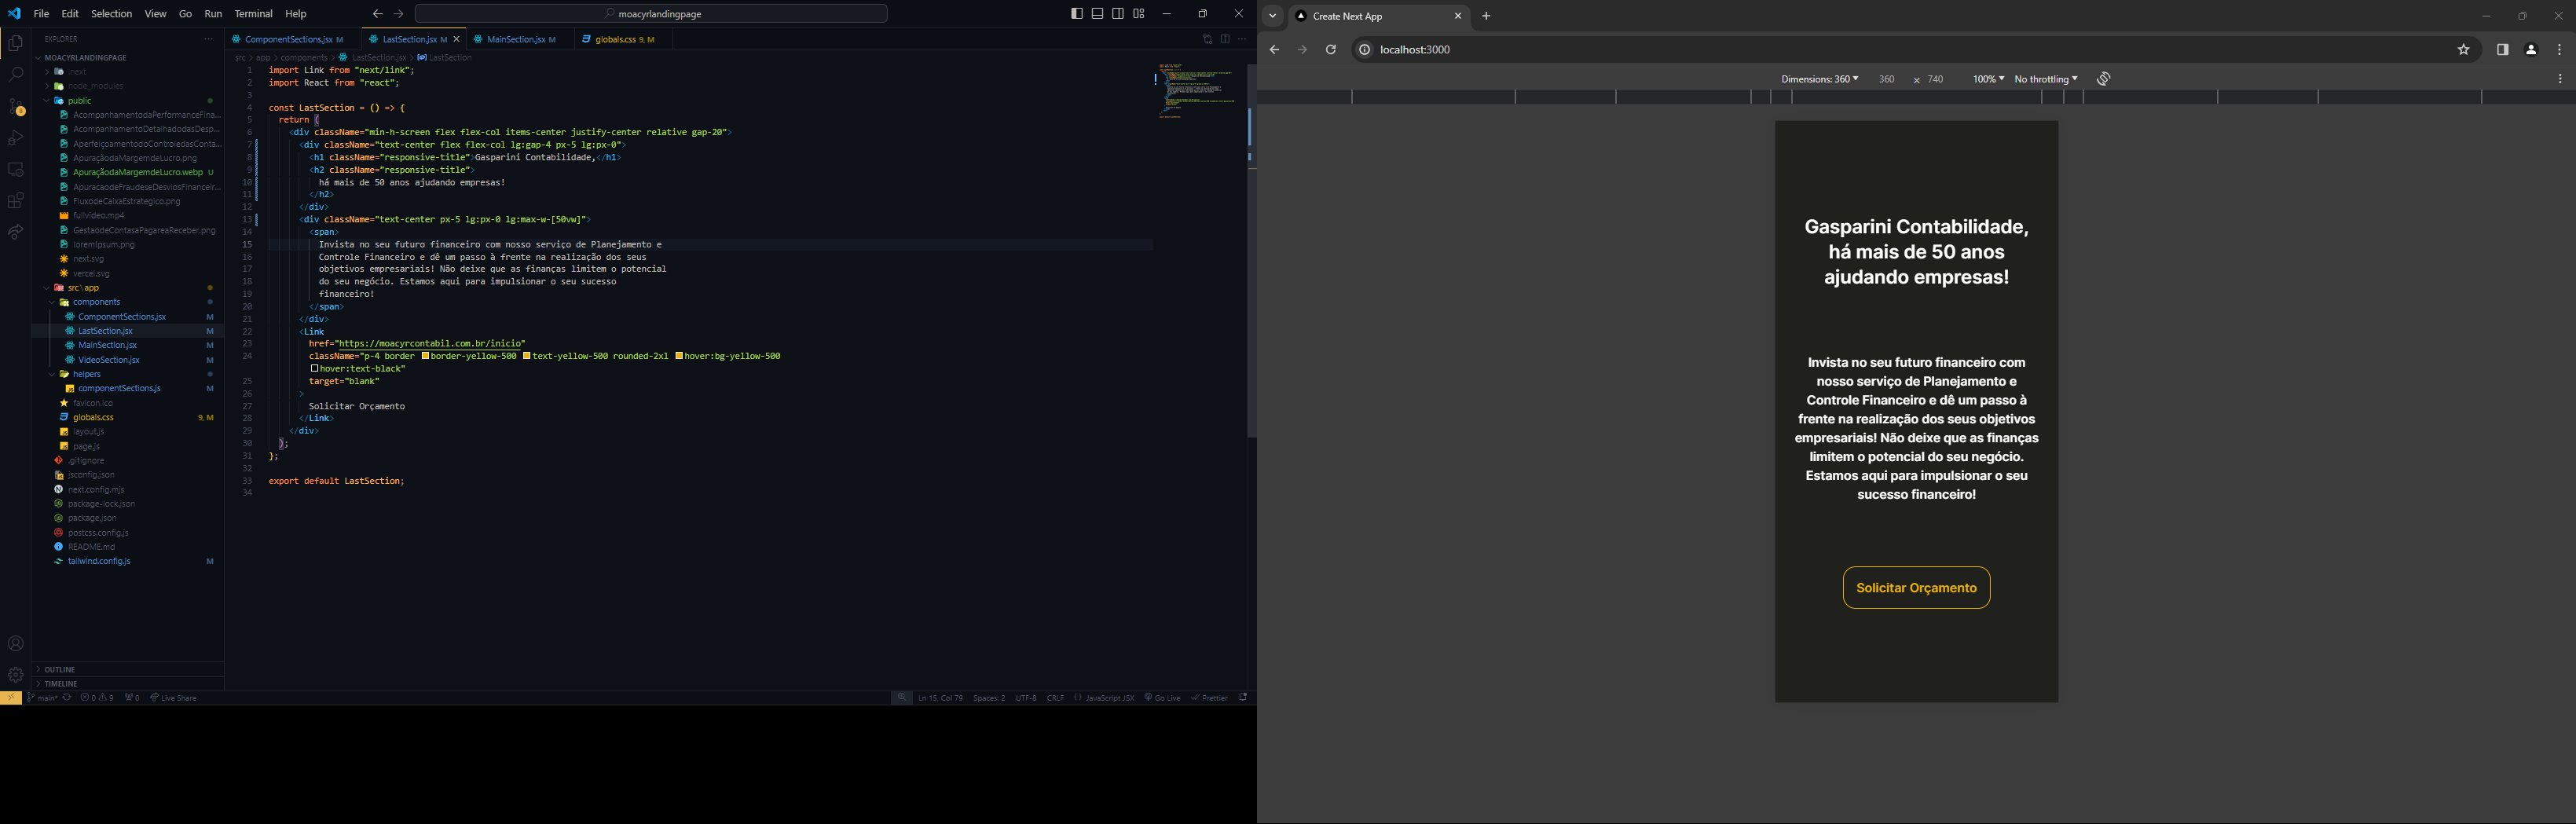 File Edit Selection View Go Run Terminal Help
moacyrlandingpage
EXPLORER
MOACYRLANDINGPAGE
.next
node_modules
public
AcompanhamentodaPerformanceFina...
AcompanhamentoDetalhadodasDesp...
AperfeiçoamentodoControledasConta...
ApuraçãodaMargemdeLucro.png
ApuraçãodaMargemdeLucro.webp U
ApuracaodeFraudeseDesviosFinanceir...
FluxodeCaixaEstrategico.png
fullvideo.mp4
GestaodeContasaPagareaReceber.png
loremipsum.png
next.svg
vercel.svg
src\app
components
ComponentSections.jsx M
LastSection.jsx M
MainSection.jsx M
VideoSection.jsx M
helpers
componentSections.js M
favicon.ico
globals.css 9, M
layout.js
page.js
.gitignore
jsconfig.json
next.config.mjs
package-lock.json
package.json
postcss.config.js
README.md
tailwind.config.js M
OUTLINE
TIMELINE
ComponentSections.jsx M LastSection.jsx M MainSection.jsx M globals.css 9, M
src > app > components > LastSection.jsx > LastSection
1 import Link from "next/link";
2 import React from "react";
3
4 const LastSection = () => {
5 return (
6 <div className="min-h-screen flex flex-col items-center justify-center relative gap-20">
7 <div className="text-center flex flex-col lg:gap-4 px-5 lg:px-0">
8 <h1 className="responsive-title">Gasparini Contabilidade,</h1>
9 <h2 className="responsive-title">
10 há mais de 50 anos ajudando empresas!
11 </h2>
12 </div>
13 <div className="text-center px-5 lg:px-0 lg:max-w-[50vw]">
14 <span>
15 Invista no seu futuro financeiro com nosso serviço de Planejamento e
16 Controle Financeiro e dê um passo à frente na realização dos seus
17 objetivos empresariais! Não deixe que as finanças limitem o potencial
18 do seu negócio. Estamos aqui para impulsionar o seu sucesso
19 financeiro!
20 </span>
21 </div>
22 <Link
23 href="https://moacyrcontabil.com.br/inicio"
24 className="p-4 border border-yellow-500 text-yellow-500 rounded-2xl hover:bg-yellow-500
hover:text-black"
25 target="blank"
26 >
27 Solicitar Orçamento
28 </Link>
29 </div>
30 );
31 };
32
33 export default LastSection;
34
main* 0 9 0 Live Share
Ln 15, Col 79 Spaces: 2 UTF-8 CRLF JavaScript JSX Go Live Prettier
Create Next App
localhost:3000
Dimensions: 360 360 × 740 100% No throttling
Gasparini Contabilidade,
há mais de 50 anos
ajudando empresas!
Invista no seu futuro financeiro com
nosso serviço de Planejamento e
Controle Financeiro e dê um passo à
frente na realização dos seus objetivos
empresariais! Não deixe que as finanças
limitem o potencial do seu negócio.
Estamos aqui para impulsionar o seu
sucesso financeiro!
Solicitar Orçamento